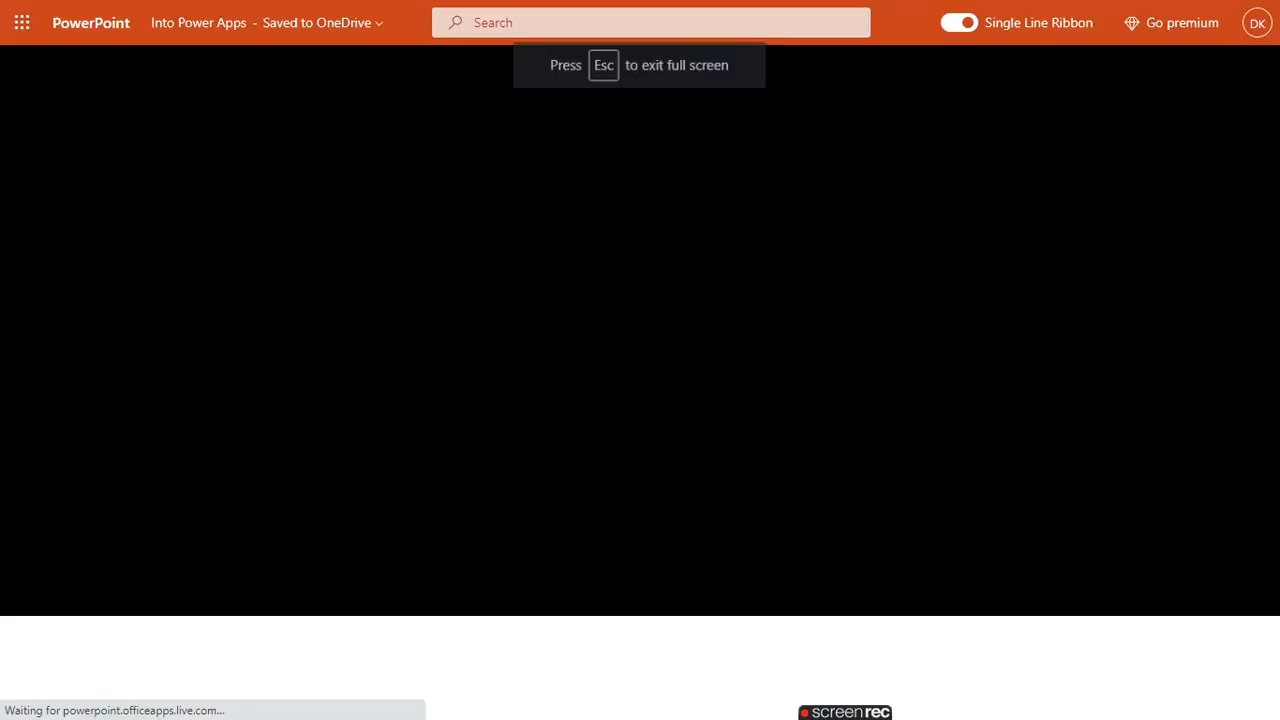 PowerPoint Into Power Apps - Saved to OneDrive Search Single Line Ribbon Go premium DK
Press Esc to exit full screen
Waiting for powerpoint.officeapps.live.com...
screenrec